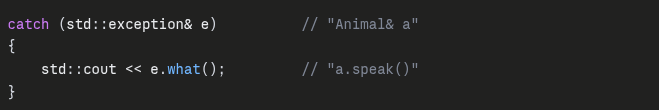 catch (std::exception& e)          // "Animal& a"
{
    std::cout << e.what();         // "a.speak()"
}